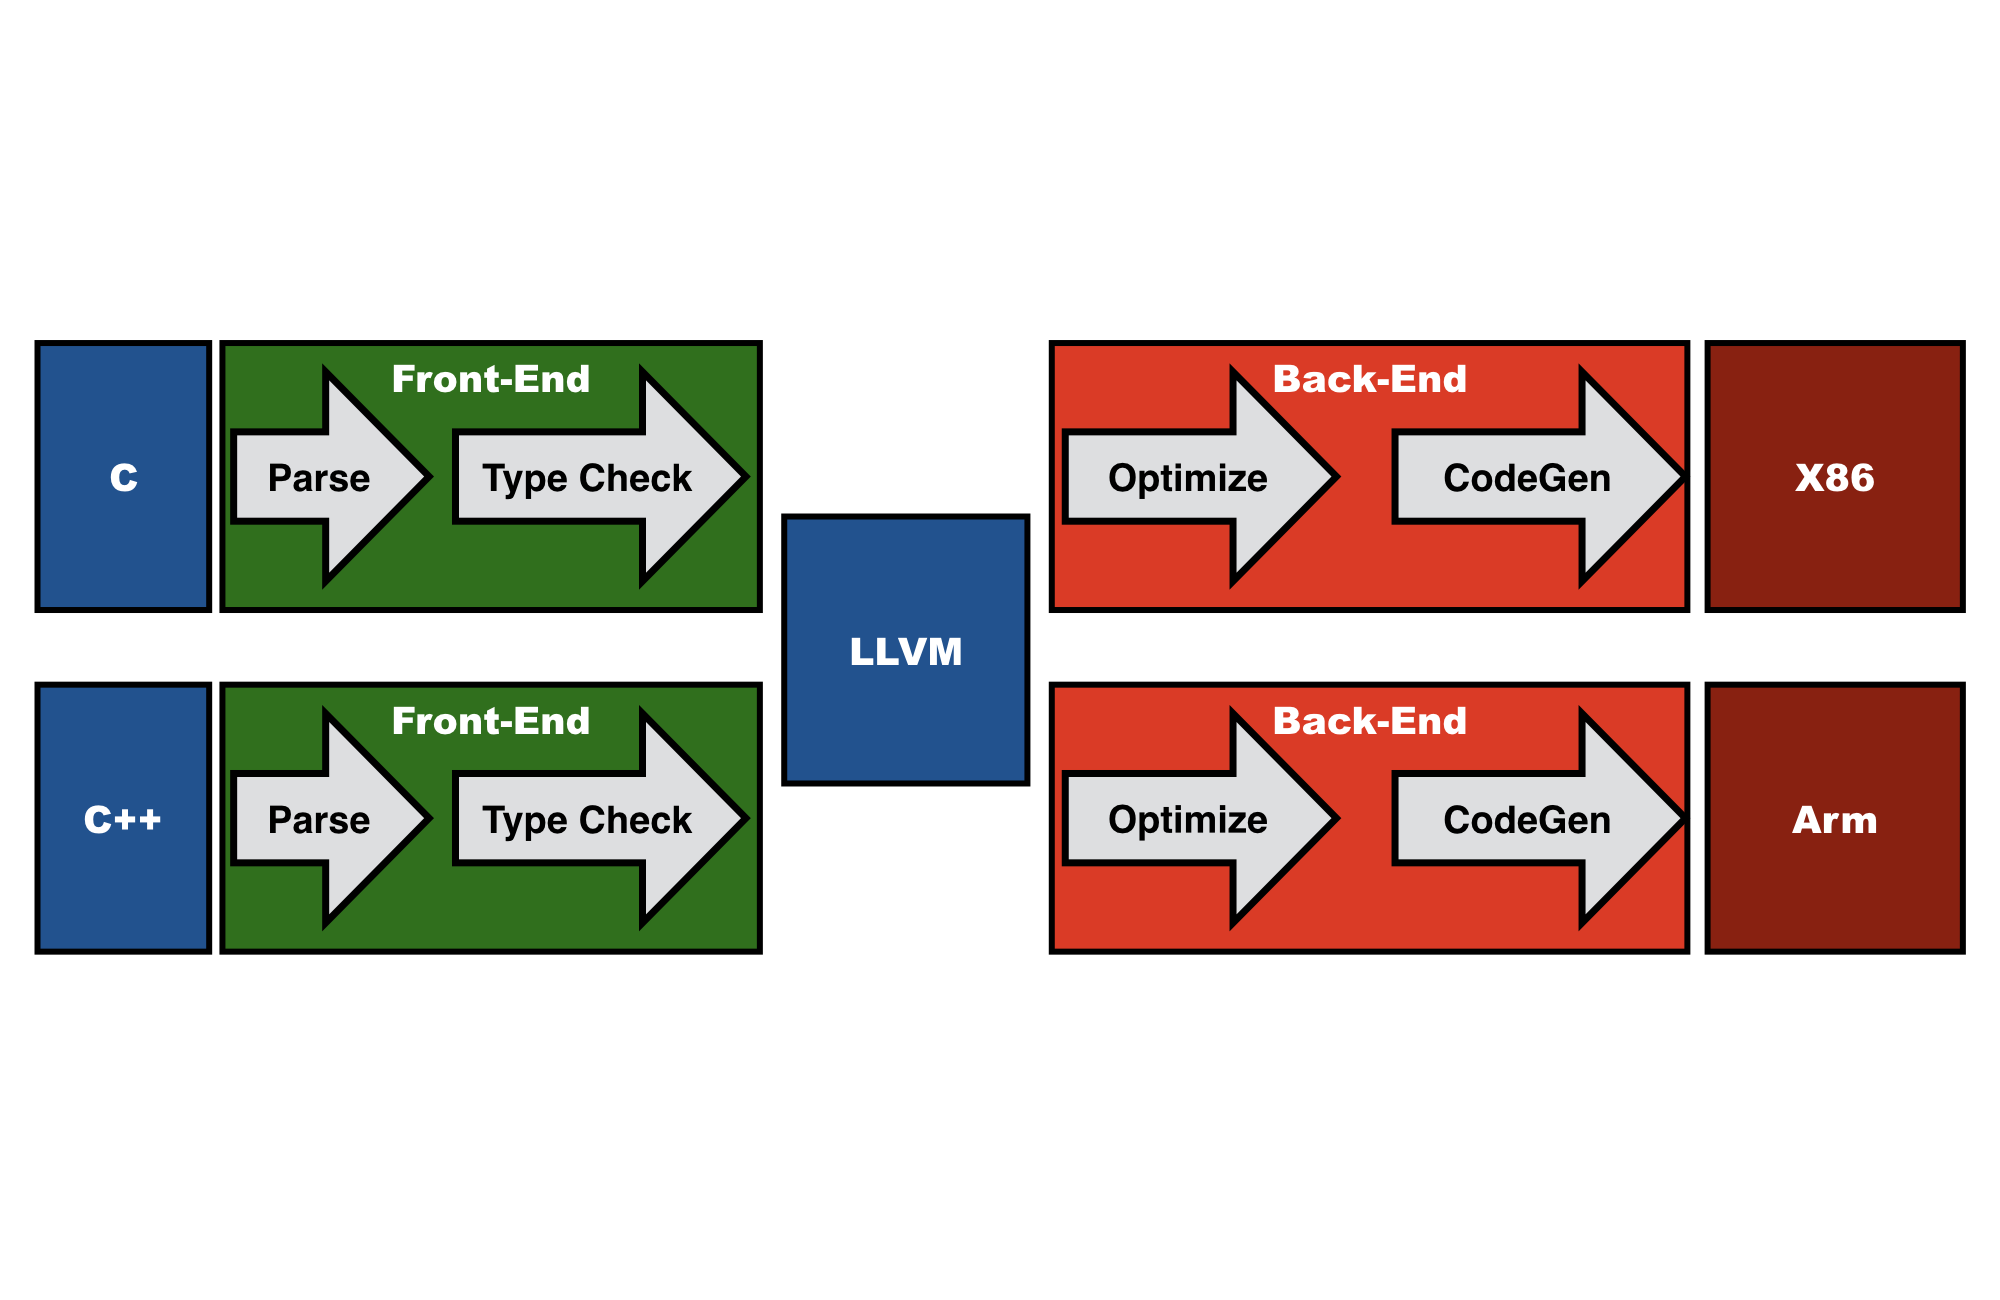 C
Front-End
Parse
Type Check
LLVM
Back-End
Optimize
CodeGen
X86
C++
Front-End
Parse
Type Check
Back-End
Optimize
CodeGen
Arm